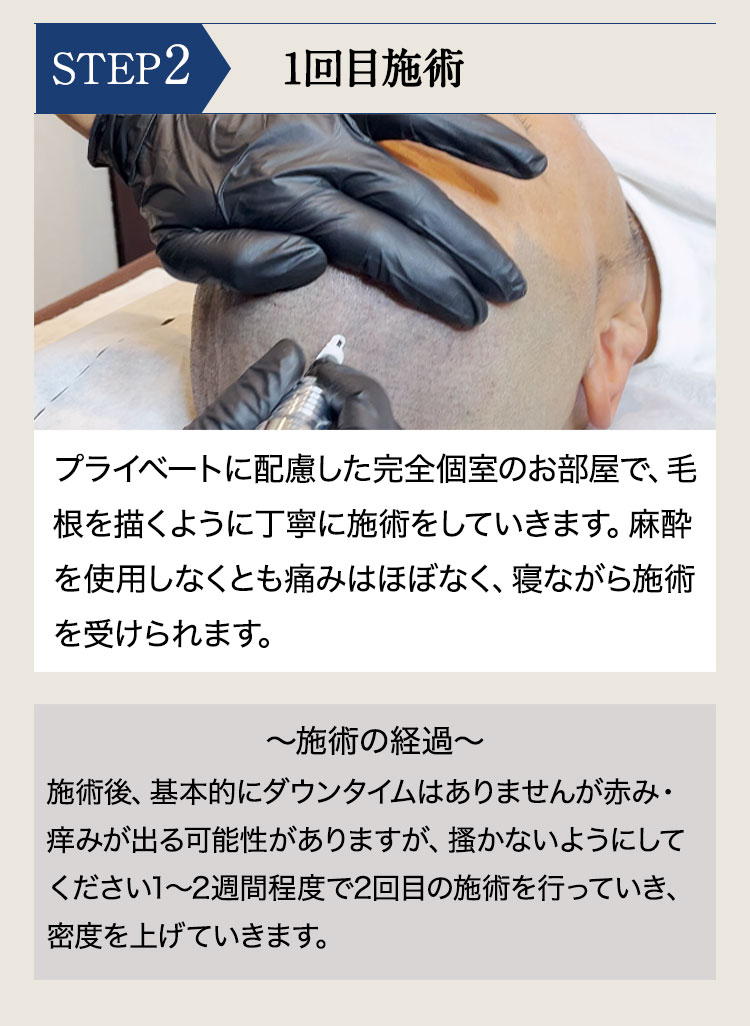 STEP2
1回目施術
プライベートに配慮した完全個室のお部屋で、毛
根を描くように丁寧に施術をしていきます。麻酔
を使用しなくとも痛みはほぼなく、寝ながら施術
を受けられます。
〜施術の経過〜
施術後、基本的にダウンタイムはありませんが赤み・
痒みが出る可能性がありますが、掻かないようにして
ください1〜2週間程度で2回目の施術を行っていき、
密度を上げていきます。